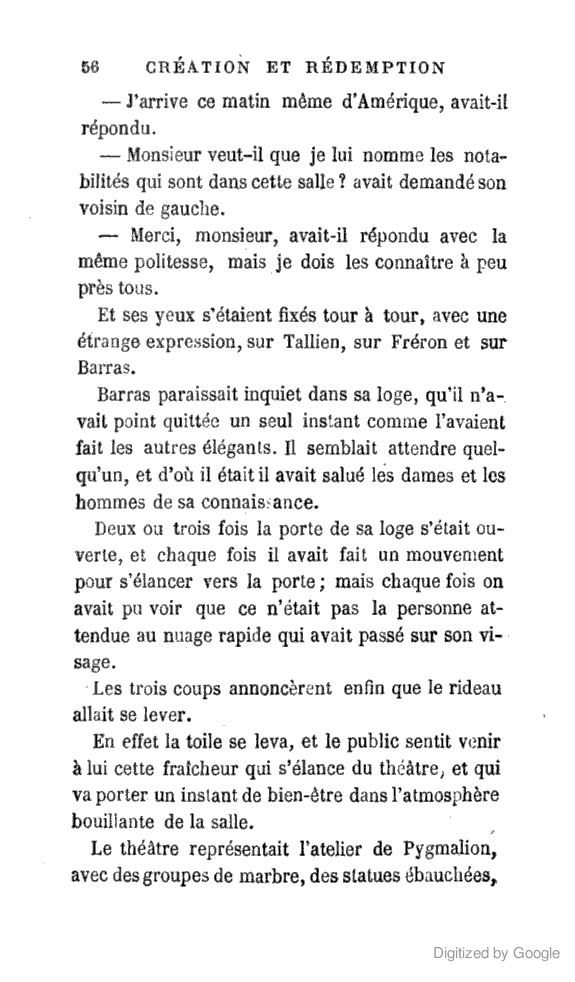 56 CRÉATION ET RÉDEMPTION
— J'arrive ce matin même d'Amérique, avait-il
répondu.
— Monsieur veut-il que je lui nomme les nota-
bilités qui sont dans cette salle ? avait demandé son
voisin de gauche.
— Merci, monsieur, avait-il répondu avec la
même politesse, mais je dois les connaître à peu
près tous.
Et ses yeux s'étaient fixés tour à tour, avec une
étrange expression, sur Tallien, sur Fréron et sur
Barras.
Barras paraissait inquiet dans sa loge, qu'il n'a-
vait point quittée un seul instant comme l'avaient
fait les autres élégants. Il semblait attendre quel-
qu'un, et d'où il était il avait salué les dames et les
hommes de sa connaissance.
Deux ou trois fois la porte de sa loge s'était ou-
verte, et chaque fois il avait fait un mouvement
pour s'élancer vers la porte ; mais chaque fois on
avait pu voir que ce n'était pas la personne at-
tendue au nuage rapide qui avait passé sur son vi-
sage.
Les trois coups annoncèrent enfin que le rideau
allait se lever.
En effet la toile se leva, et le public sentit venir
à lui cette fraîcheur qui s'élance du théâtre, et qui
va porter un instant de bien-être dans l'atmosphère
bouillante de la salle.
Le théâtre représentait l'atelier de Pygmalion,
avec des groupes de marbre, des statues ébauchées,
Digitized by Google